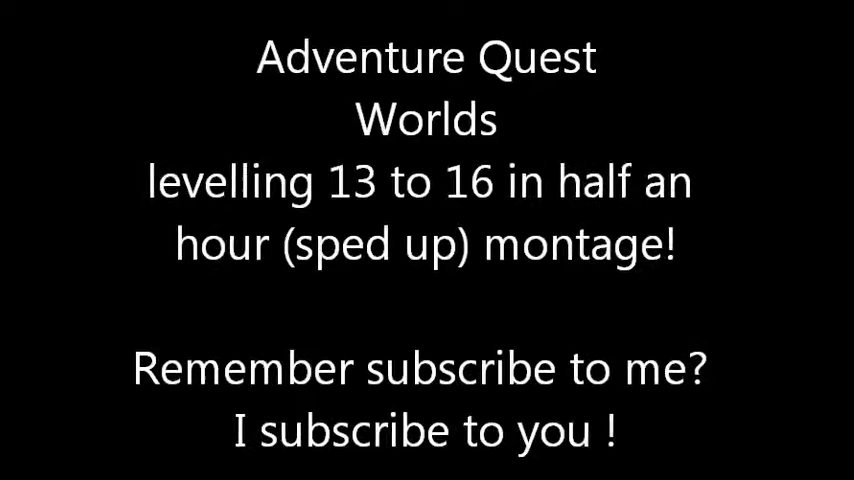 Adventure Quest
Worlds
levelling 13 to 16 in half an
hour (sped up) montage!
Remember subscribe to me?
I subscribe to you !